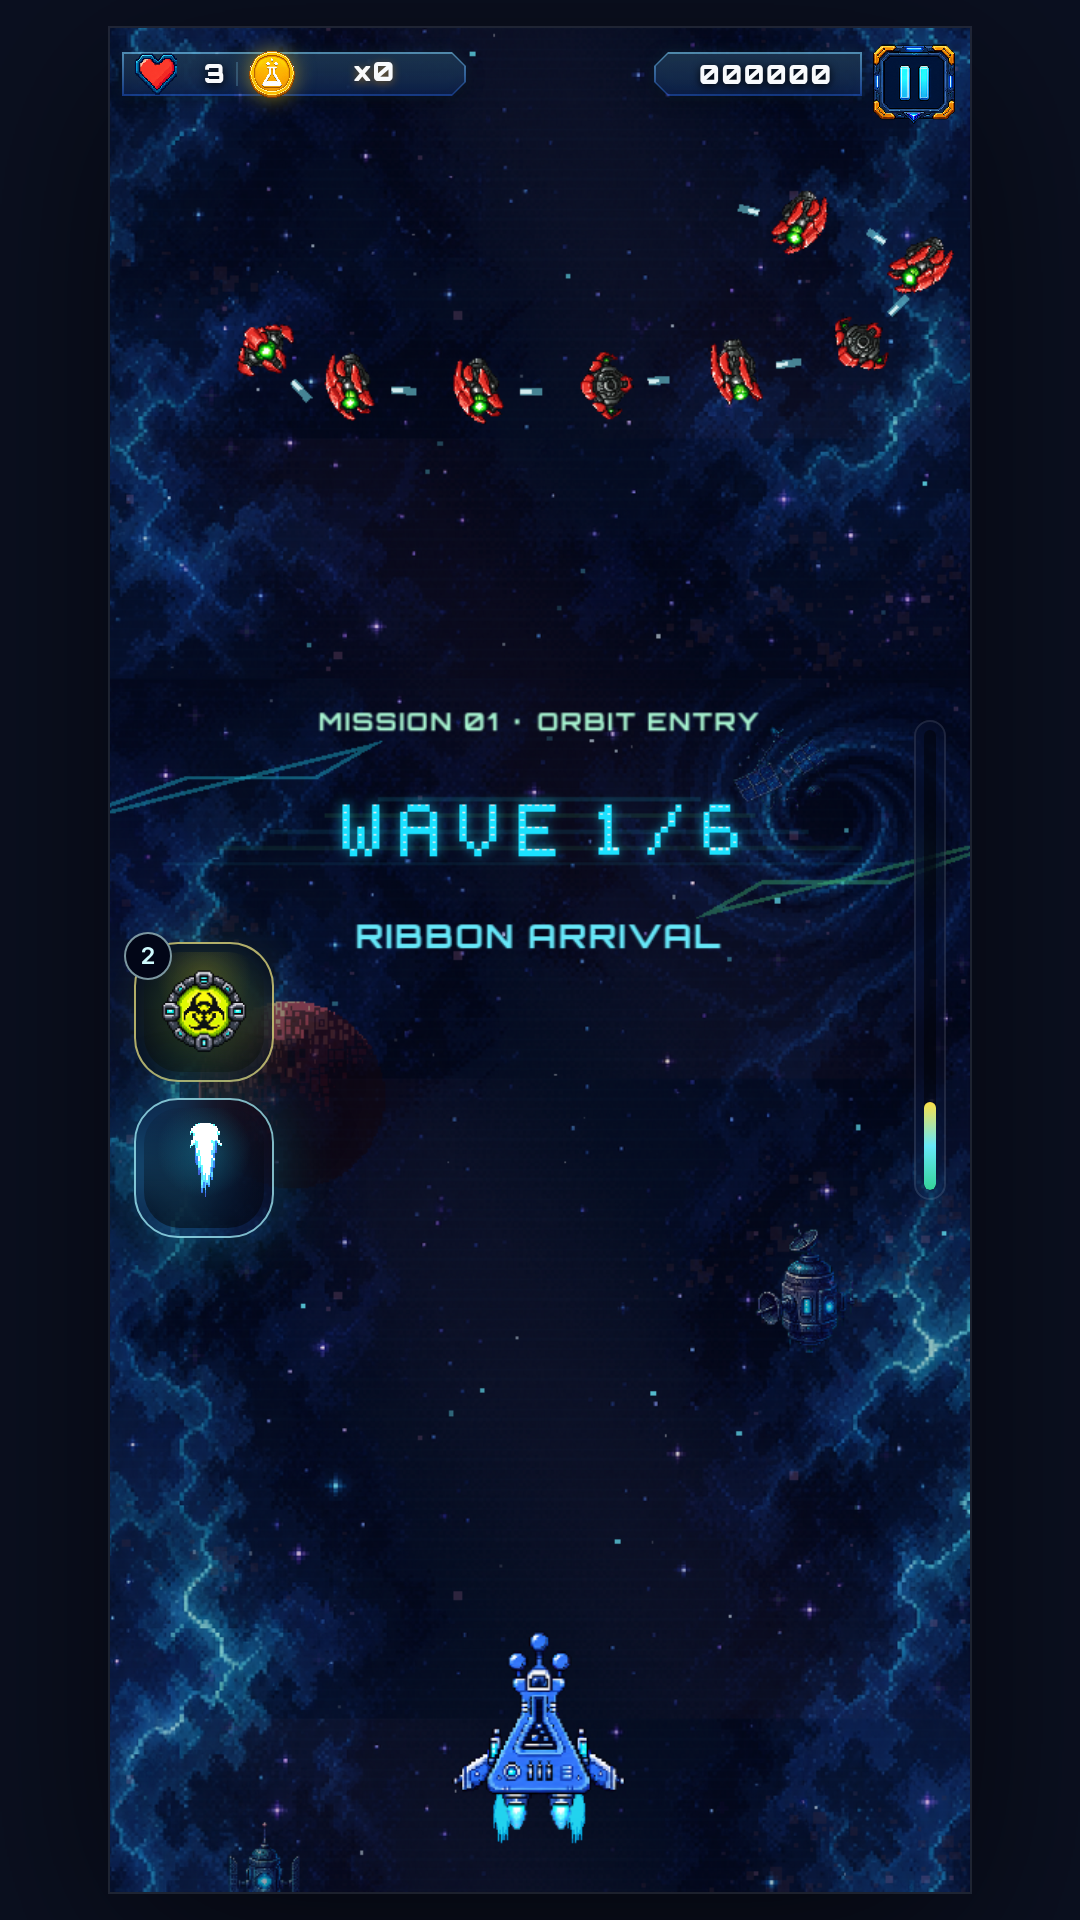 3
x0
000000
MISSION 01 · ORBIT ENTRY
WAVE 1/6
RIBBON ARRIVAL
2